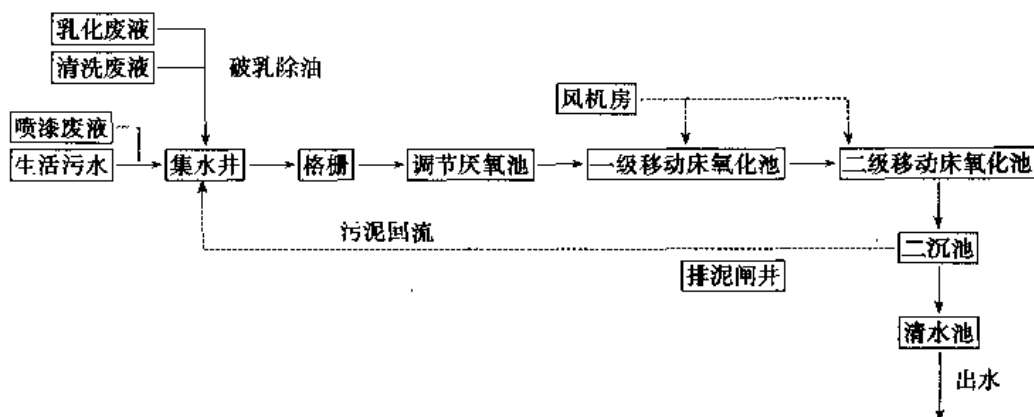 乳化废液
清洗废液
破乳除油
风机房
喷漆废液
生活污水
集水井
格栅
调节厌氧池
一级移动床氧化池
二级移动床氧化池
污泥回流
二沉池
排泥闸井
清水池
出水